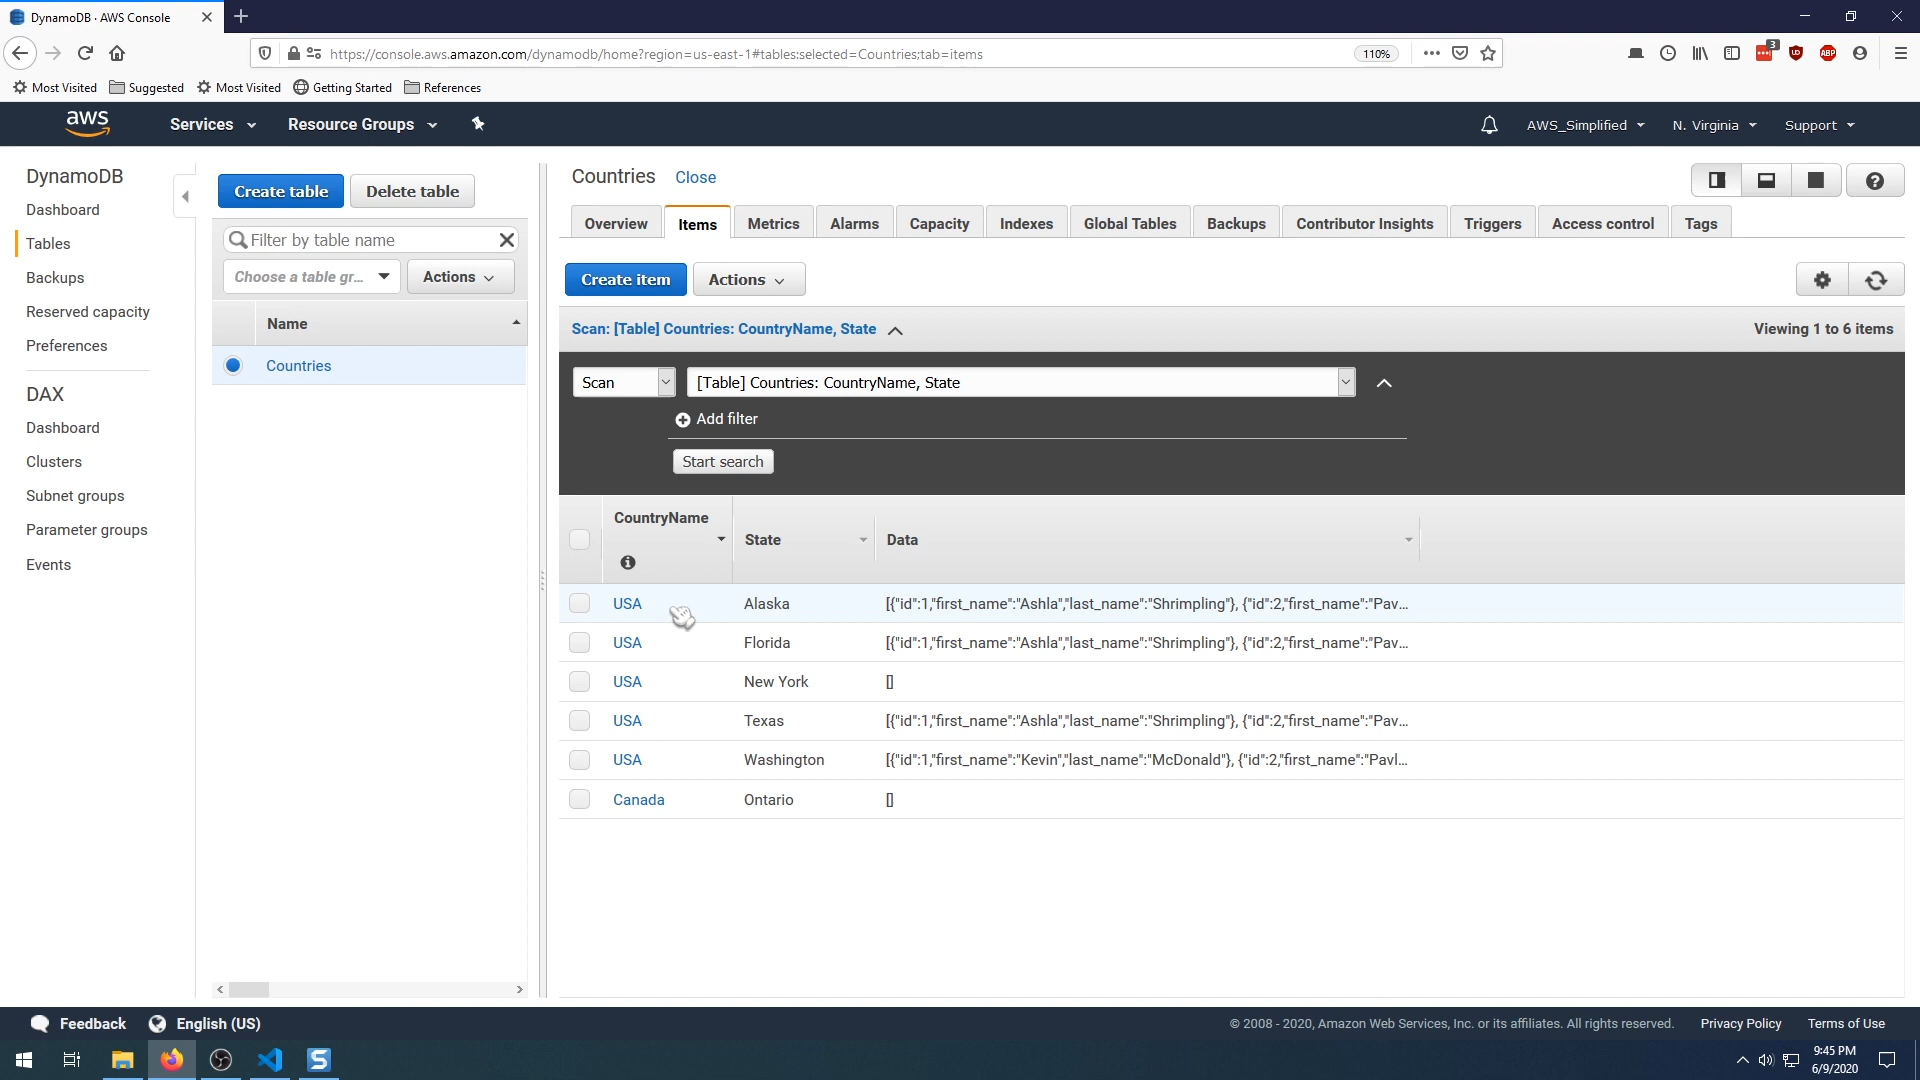 DynamoDB · AWS Console
https://console.aws.amazon.com/dynamodb/home?region=us-east-1#tables:selected=Countries;tab=items
110%
3
ABP
Most Visited
Suggested
Most Visited
Getting Started
References
aws
Services
Resource Groups
AWS_Simplified
N. Virginia
Support
DynamoDB
Dashboard
Tables
Backups
Reserved capacity
Preferences
DAX
Dashboard
Clusters
Subnet groups
Parameter groups
Events
Create table
Delete table
Filter by table name
Choose a table gr...
Actions
Name
Countries
Countries Close
Overview
Items
Metrics
Alarms
Capacity
Indexes
Global Tables
Backups
Contributor Insights
Triggers
Access control
Tags
Create item
Actions
Scan: [Table] Countries: CountryName, State
Viewing 1 to 6 items
Scan
[Table] Countries: CountryName, State
Add filter
Start search
CountryName
State
Data
USA Alaska [{"id":1,"first_name":"Ashla","last_name":"Shrimpling"}, {"id":2,"first_name":"Pav...
USA Florida [{"id":1,"first_name":"Ashla","last_name":"Shrimpling"}, {"id":2,"first_name":"Pav...
USA New York []
USA Texas [{"id":1,"first_name":"Ashla","last_name":"Shrimpling"}, {"id":2,"first_name":"Pav...
USA Washington [{"id":1,"first_name":"Kevin","last_name":"McDonald"}, {"id":2,"first_name":"Pavl...
Canada Ontario []
Feedback
English (US)
© 2008 - 2020, Amazon Web Services, Inc. or its affiliates. All rights reserved.
Privacy Policy
Terms of Use
9:45 PM
6/9/2020